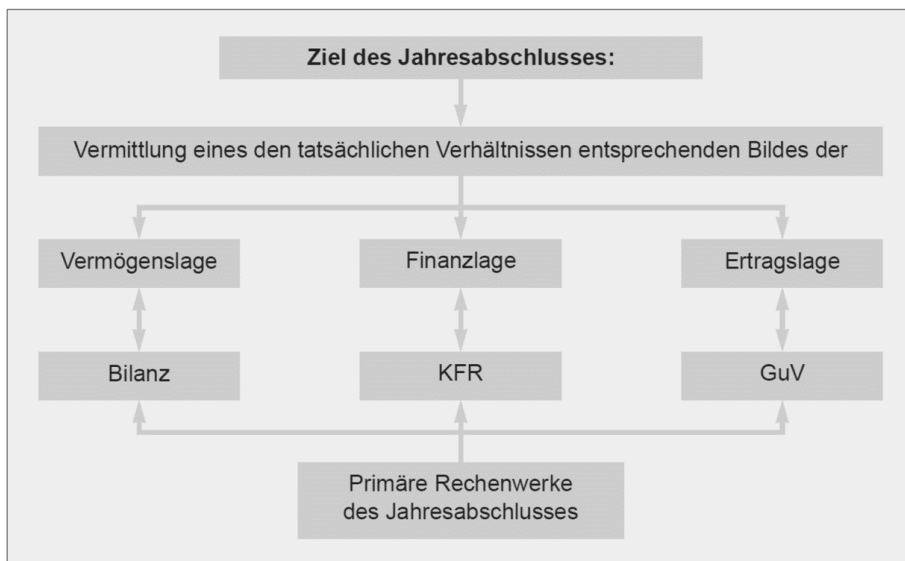 Ziel des Jahresabschlusses:
Vermittlung eines den tatsächlichen Verhältnissen entsprechenden Bildes der
Vermögenslage
Finanzlage
Ertragslage
Bilanz
KFR
GuV
Primäre Rechenwerke
des Jahresabschlusses